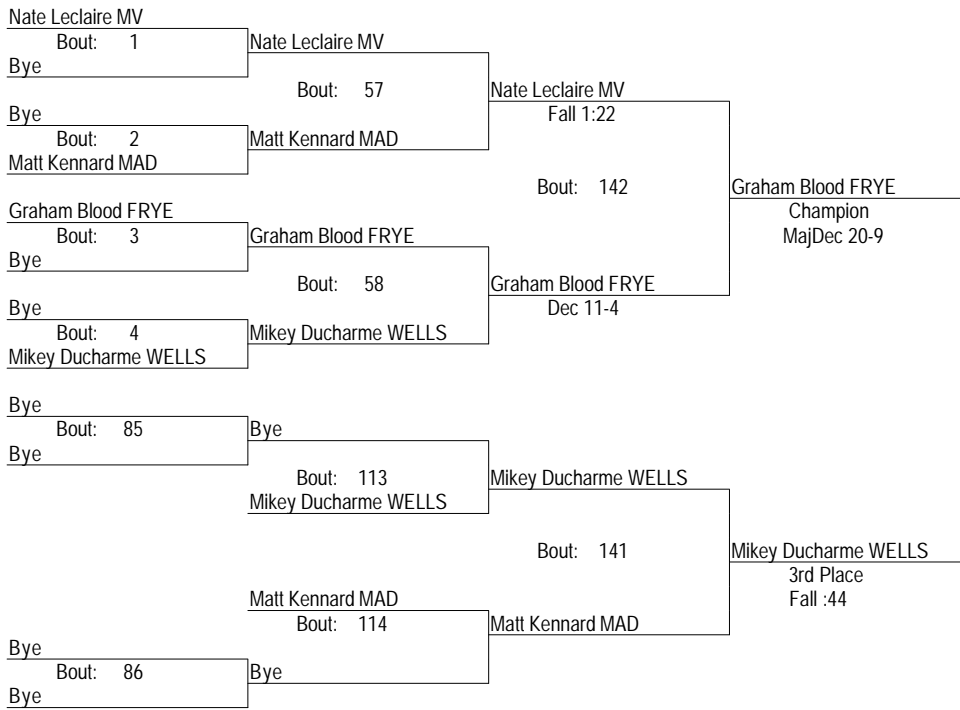 Nate Leclaire MV
Bout: 1
Nate Leclaire MV
Bye
Bout: 57
Nate Leclaire MV
Bye
Fall 1:22
Bout: 2
Matt Kennard MAD
Matt Kennard MAD
Bout: 142
Graham Blood FRYE
Graham Blood FRYE
Champion
Bout: 3
Graham Blood FRYE
MajDec 20-9
Bye
Bout: 58
Graham Blood FRYE
Bye
Dec 11-4
Bout: 4
Mikey Ducharme WELLS
Mikey Ducharme WELLS
Bye
Bout: 85
Bye
Bye
Bout: 113
Mikey Ducharme WELLS
Mikey Ducharme WELLS
Bout: 141
Mikey Ducharme WELLS
3rd Place
Matt Kennard MAD
Fall :44
Bout: 114
Matt Kennard MAD
Bye
Bout: 86
Bye
Bye